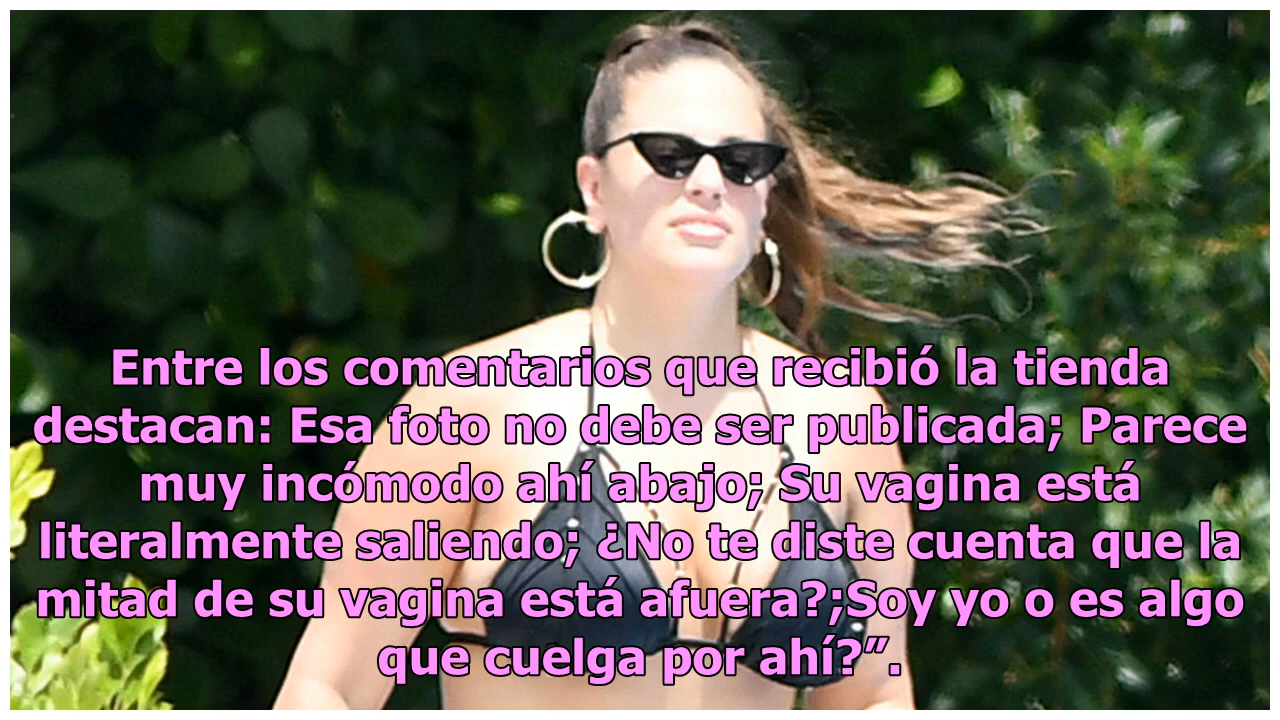 Entre los comentarios que recibió la tienda
destacan: Esa foto no debe ser publicada; Parece
muy incómodo ahí abajo; Su vagina está
literalmente saliendo; ¿No te diste cuenta que la
mitad de su vagina está afuera?;Soy yo o es algo
que cuelga por ahí?”.